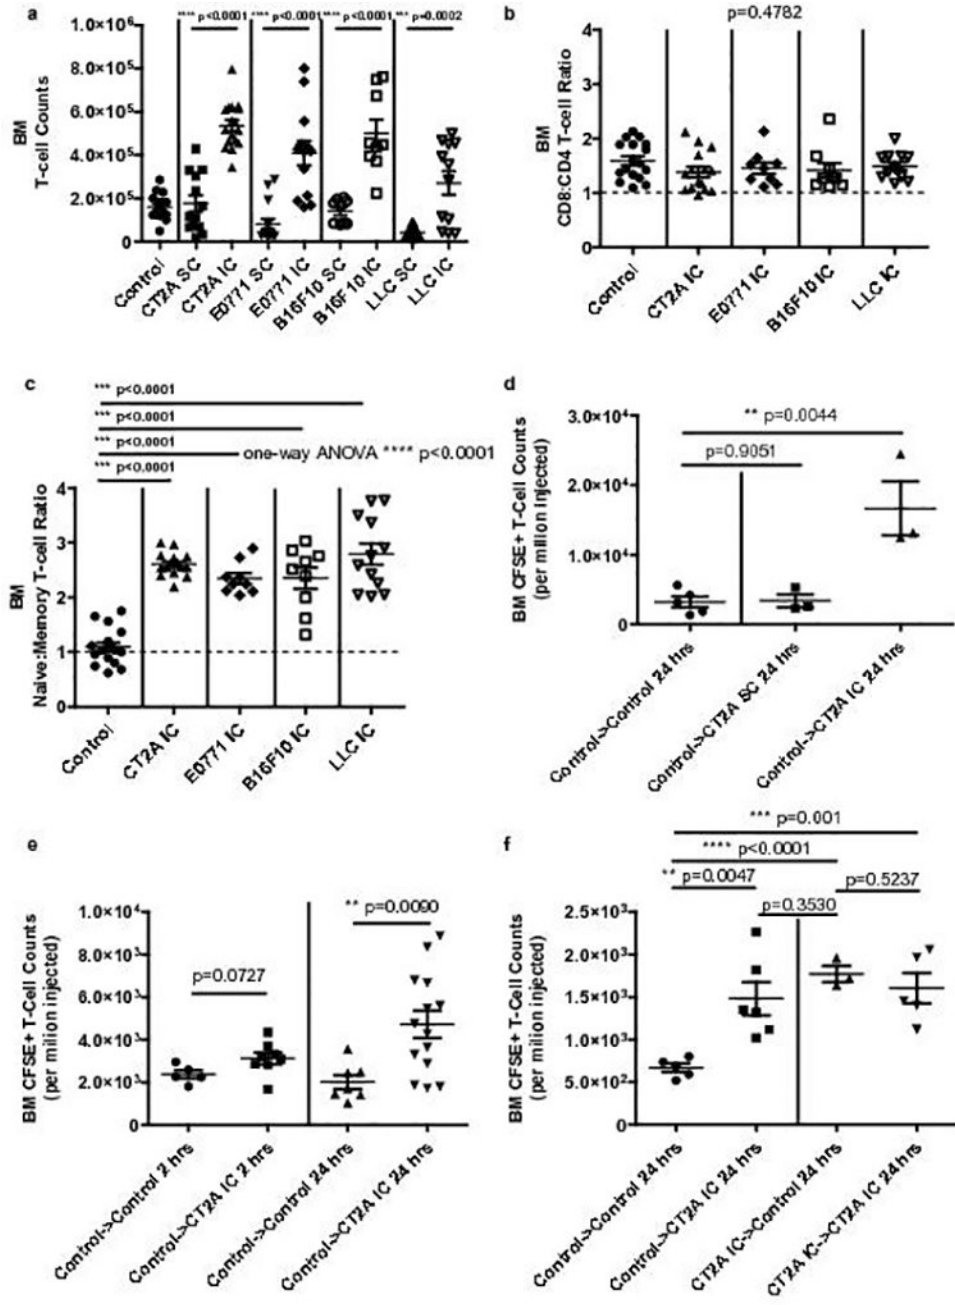 a
**** p<0.0001 **** p<0.0001 **** p<0.0001 *** p=0.0002
BM
T-cell Counts
1.0×10⁶
8.0×10⁵
6.0×10⁵
4.0×10⁵
2.0×10⁵
0
Control
CT2A SC
CT2A IC
E0771 SC
E0771 IC
B16F10 SC
B16F10 IC
LLC SC
LLC IC
b
p=0.4782
BM
CD8:CD4 T-cell Ratio
4
3
2
1
0
Control
CT2A IC
E0771 IC
B16F10 IC
LLC IC
c
*** p<0.0001
*** p<0.0001
*** p<0.0001
one-way ANOVA **** p<0.0001
*** p<0.0001
BM
Naive:Memory T-cell Ratio
4
3
2
1
0
Control
CT2A IC
E0771 IC
B16F10 IC
LLC IC
d
** p=0.0044
p=0.9051
BM CFSE+ T-Cell Counts
(per million injected)
3.0×10⁴
2.0×10⁴
1.0×10⁴
0
Control->Control 24 hrs
Control->CT2A SC 24 hrs
Control->CT2A IC 24 hrs
e
** p=0.0090
p=0.0727
BM CFSE+ T-Cell Counts
(per milion injected)
1.0×10⁴
8.0×10³
6.0×10³
4.0×10³
2.0×10³
0
Control->Control 2 hrs
Control->CT2A IC 2 hrs
Control->Control 24 hrs
Control->CT2A IC 24 hrs
f
*** p=0.001
**** p<0.0001
** p=0.0047
p=0.5237
p=0.3530
BM CFSE+ T-Cell Counts
(per milion injected)
2.5×10³
2.0×10³
1.5×10³
1.0×10³
5.0×10²
0
Control->Control 24 hrs
Control->CT2A IC 24 hrs
CT2A IC->Control 24 hrs
CT2A IC->CT2A IC 24 hrs